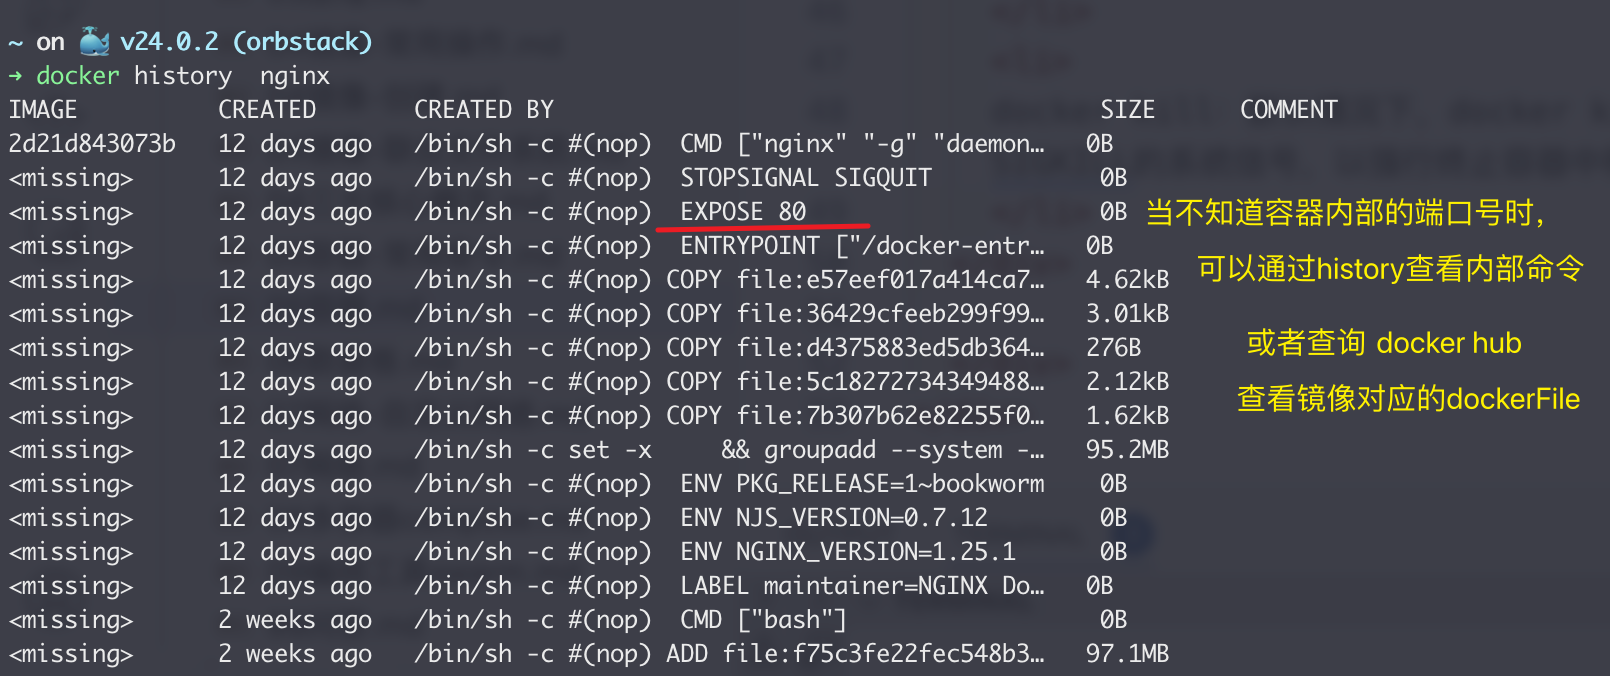 ~ on 🐳 v24.0.2 (orbstack)
➜ docker history  nginx
IMAGE          CREATED       CREATED BY                                       SIZE      COMMENT
2d21d843073b   12 days ago   /bin/sh -c #(nop)  CMD ["nginx" "-g" "daemon…   0B
<missing>      12 days ago   /bin/sh -c #(nop)  STOPSIGNAL SIGQUIT            0B
<missing>      12 days ago   /bin/sh -c #(nop)  EXPOSE 80                     0B 当不知道容器内部的端口号时,
<missing>      12 days ago   /bin/sh -c #(nop)  ENTRYPOINT ["/docker-entr…   0B
可以通过history查看内部命令
<missing>      12 days ago   /bin/sh -c #(nop) COPY file:e57eef017a414ca7…   4.62kB
<missing>      12 days ago   /bin/sh -c #(nop) COPY file:36429cfeeb299f99…   3.01kB
<missing>      12 days ago   /bin/sh -c #(nop) COPY file:d4375883ed5db364…   276B 或者查询 docker hub
<missing>      12 days ago   /bin/sh -c #(nop) COPY file:5c18272734349488…   2.12kB
查看镜像对应的dockerFile
<missing>      12 days ago   /bin/sh -c #(nop) COPY file:7b307b62e82255f0…   1.62kB
<missing>      12 days ago   /bin/sh -c set -x     && groupadd --system -…   95.2MB
<missing>      12 days ago   /bin/sh -c #(nop)  ENV PKG_RELEASE=1~bookworm    0B
<missing>      12 days ago   /bin/sh -c #(nop)  ENV NJS_VERSION=0.7.12        0B
<missing>      12 days ago   /bin/sh -c #(nop)  ENV NGINX_VERSION=1.25.1      0B
<missing>      12 days ago   /bin/sh -c #(nop)  LABEL maintainer=NGINX Do…   0B
<missing>      2 weeks ago   /bin/sh -c #(nop)  CMD ["bash"]                  0B
<missing>      2 weeks ago   /bin/sh -c #(nop) ADD file:f75c3fe22fec548b3…   97.1MB